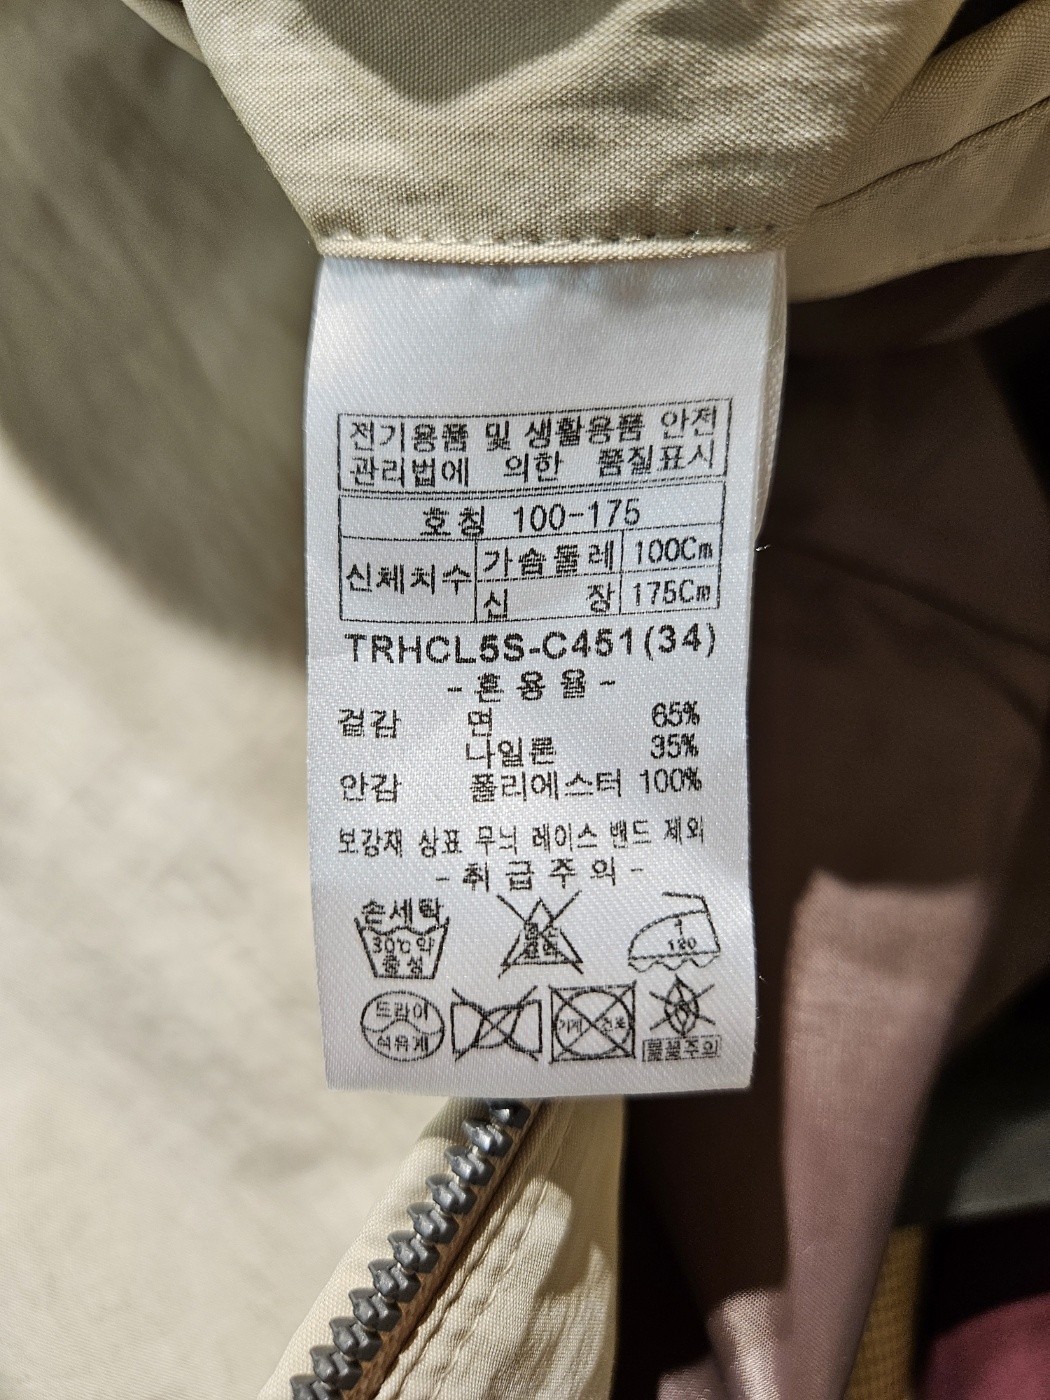 전기용품 및 생활용품 안전
관리법에 의한 품질표시
호칭 100-175
신체치수 가슴둘레 100Cm
신 장 175Cm
TRHCL5S-C451(34)
- 혼 용 율 -
겉감 면 65%
나일론 35%
안감 폴리에스터 100%
보강재 상표 무늬 레이스 밴드 제외
- 취 급 주 의 -
손세탁
30℃약
중성
드라이
석유계
기계 건조
불꽃주의